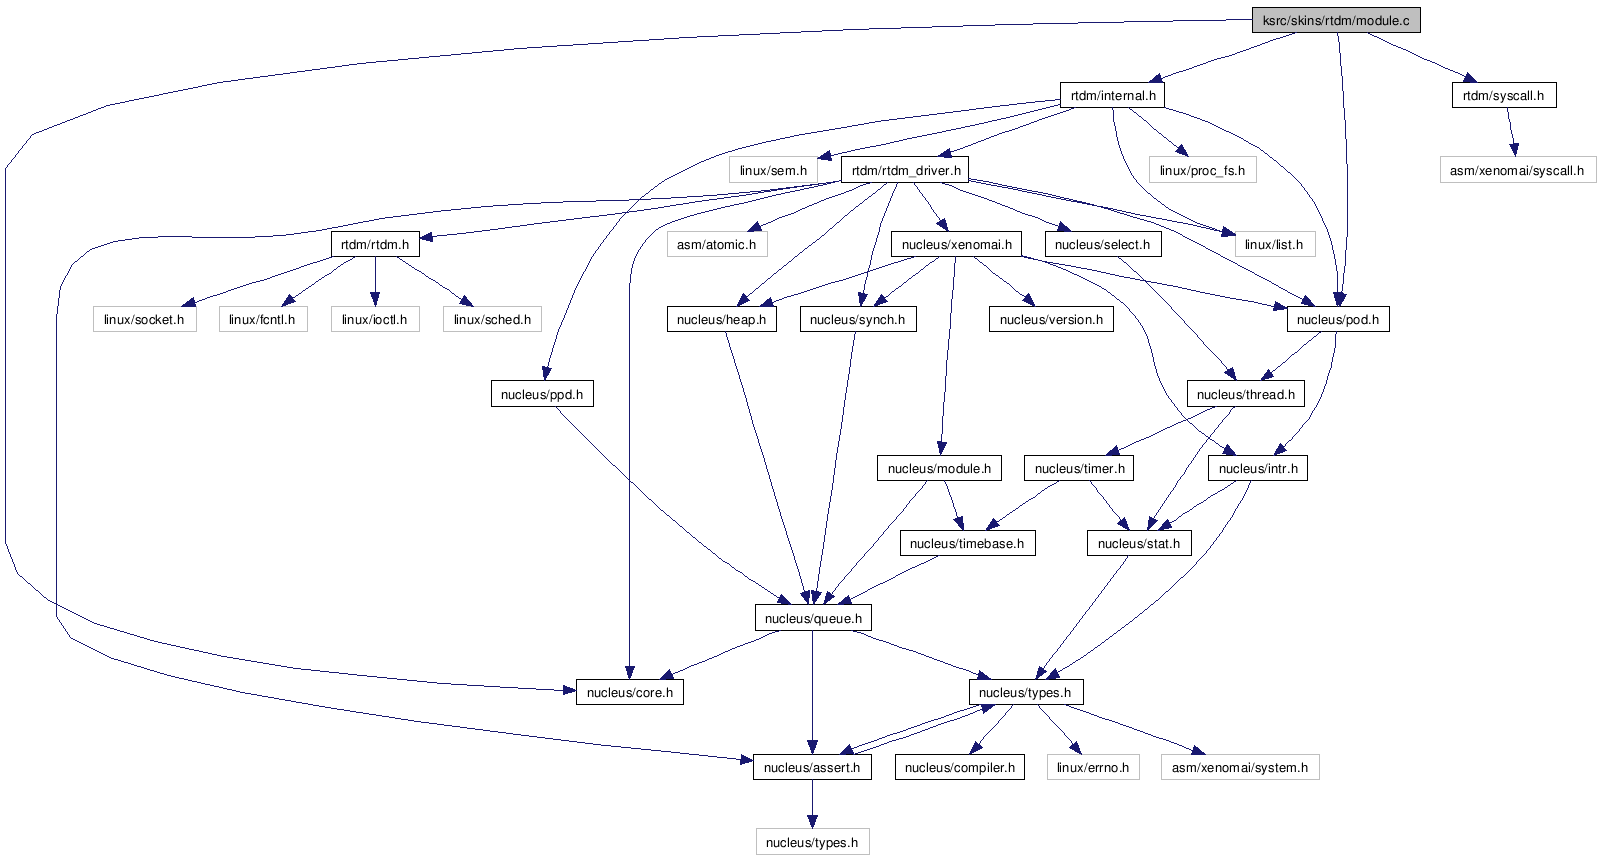 ksrc/skins/rtdm/module.c
rtdm/internal.h
rtdm/syscall.h
linux/sem.h
rtdm/rtdm_driver.h
linux/proc_fs.h
asm/xenomai/syscall.h
rtdm/rtdm.h
asm/atomic.h
nucleus/xenomai.h
nucleus/select.h
linux/list.h
linux/socket.h
linux/fcntl.h
linux/ioctl.h
linux/sched.h
nucleus/heap.h
nucleus/synch.h
nucleus/version.h
nucleus/pod.h
nucleus/ppd.h
nucleus/thread.h
nucleus/module.h
nucleus/timer.h
nucleus/intr.h
nucleus/timebase.h
nucleus/stat.h
nucleus/queue.h
nucleus/core.h
nucleus/types.h
nucleus/assert.h
nucleus/compiler.h
linux/errno.h
asm/xenomai/system.h
nucleus/types.h